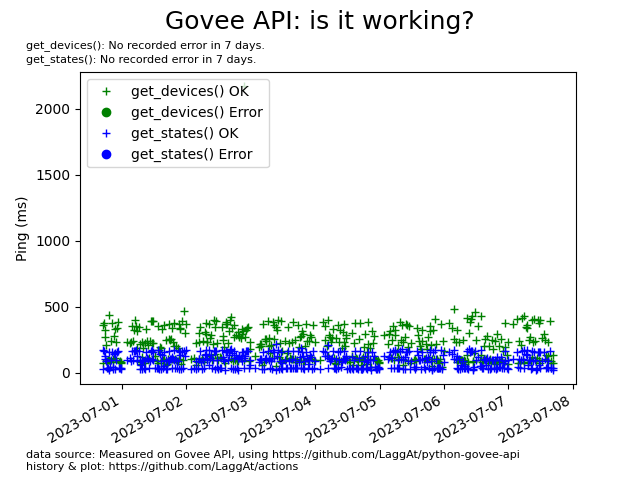 Govee API: is it working?
get_devices(): No recorded error in 7 days.
get_states(): No recorded error in 7 days.
get_devices() OK
get_devices() Error
get_states() OK
get_states() Error
Ping (ms)
2000
1500
1000
500
0
2023-07-01
2023-07-02
2023-07-03
2023-07-04
2023-07-05
2023-07-06
2023-07-07
2023-07-08
data source: Measured on Govee API, using https://github.com/LaggAt/python-govee-api
history & plot: https://github.com/LaggAt/actions